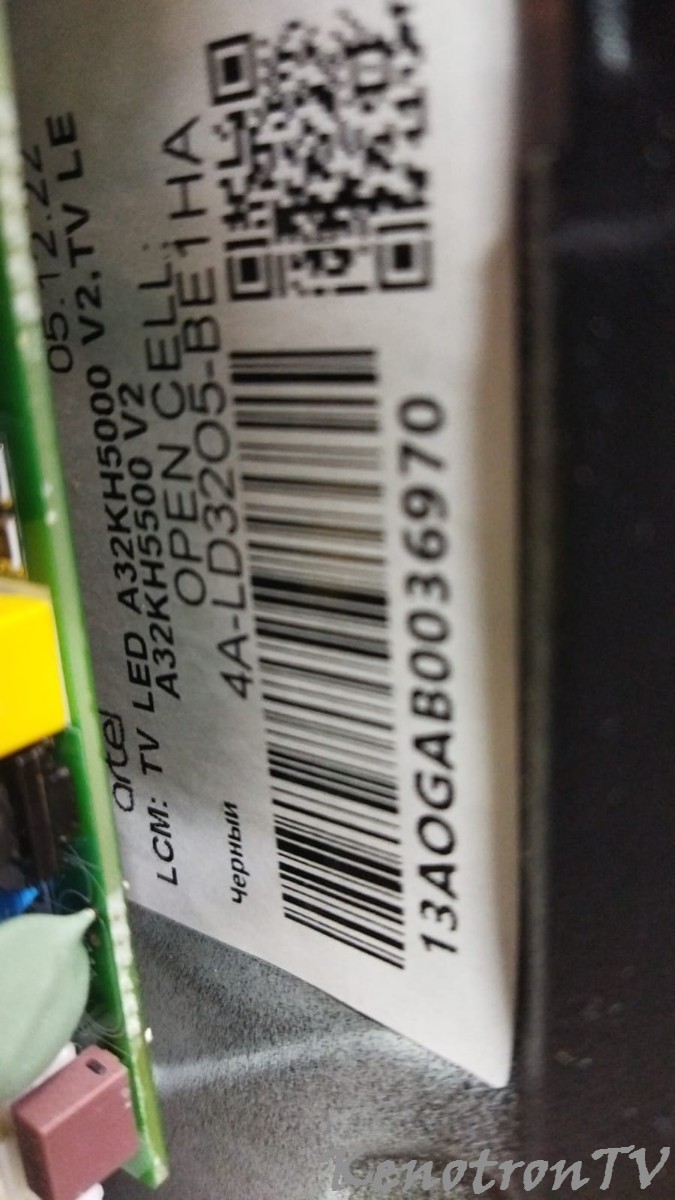 05.12.22
artel
LCM: TV LED A32KH5000 V2.TV LE
A32KH5500 V2
OPEN CELL:
Черный
4A-LD32O5-BE1HA
13AOGAB00036970
KenotronTV